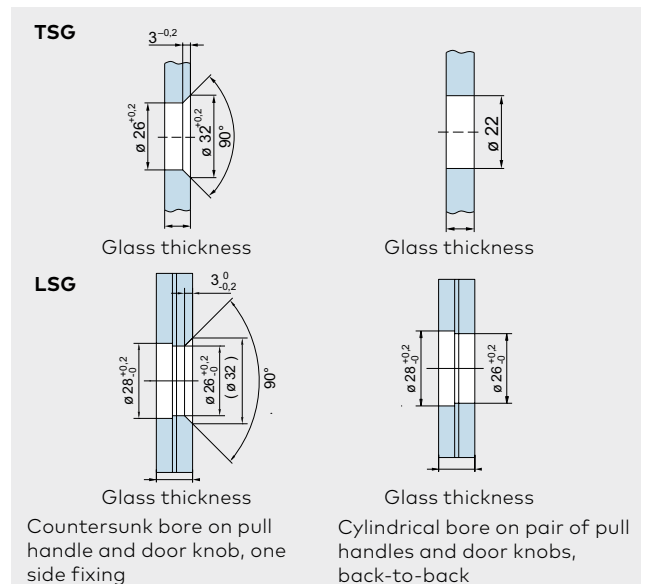 TSG
3-0,2
ø 26+0,2
ø 32+0,2
90°
ø 22
Glass thickness
Glass thickness
LSG
3 0 -0,2
ø 28+0,2 -0
ø 26+0,2 -0
( ø 32 )
90°
ø 28+0,2 -0
ø 26+0,2 -0
Glass thickness
Glass thickness
Countersunk bore on pull
handle and door knob, one
side fixing
Cylindrical bore on pair of pull
handles and door knobs,
back-to-back